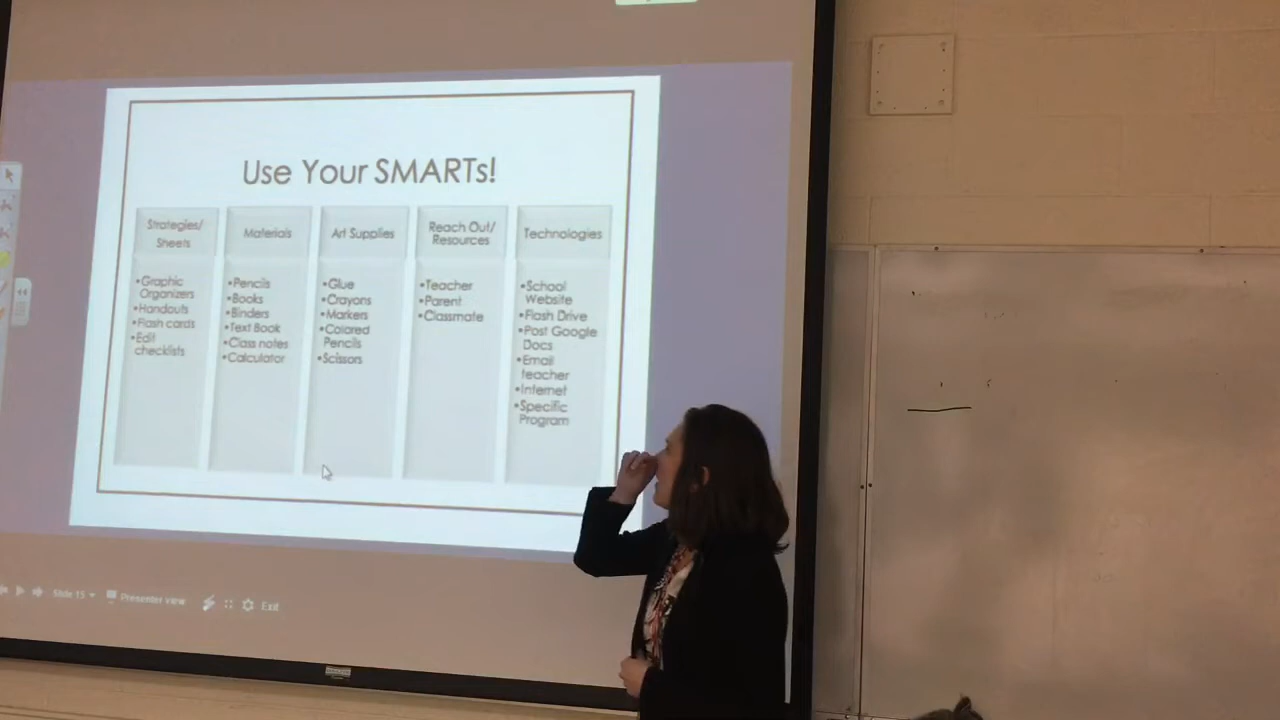 Use Your SMARTs!
Strategies/
Sheets
•Graphic
Organizers
•Handouts
•Flash cards
•Edit
checklists
Materials
•Pencils
•Books
•Binders
•Text Book
•Class notes
•Calculator
Art Supplies
•Glue
•Crayons
•Markers
•Colored
Pencils
•Scissors
Reach Out/
Resources
•Teacher
•Parent
•Classmate
Technologies
•School
Website
•Flash Drive
•Post Google
Docs
•Email
teacher
•Internet
•Specific
Program
Slide 15
Presenter view
Exit